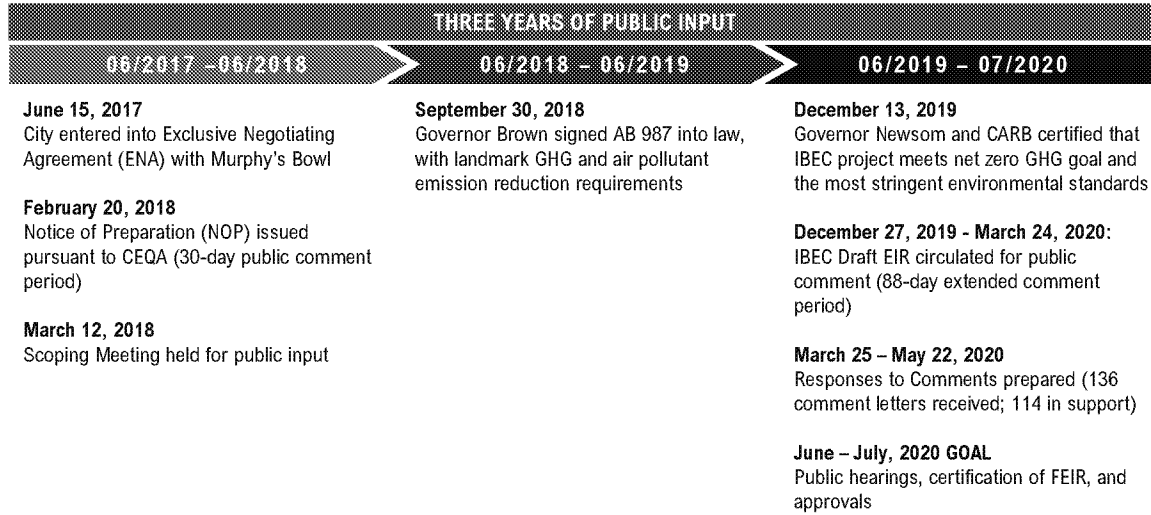 THREE YEARS OF PUBLIC INPUT
06/2017 –06/2018
06/2018 – 06/2019
06/2019 – 07/2020
June 15, 2017
City entered into Exclusive Negotiating
Agreement (ENA) with Murphy's Bowl
February 20, 2018
Notice of Preparation (NOP) issued
pursuant to CEQA (30-day public comment
period)
March 12, 2018
Scoping Meeting held for public input
September 30, 2018
Governor Brown signed AB 987 into law,
with landmark GHG and air pollutant
emission reduction requirements
December 13, 2019
Governor Newsom and CARB certified that
IBEC project meets net zero GHG goal and
the most stringent environmental standards
December 27, 2019 - March 24, 2020:
IBEC Draft EIR circulated for public
comment (88-day extended comment
period)
March 25 – May 22, 2020
Responses to Comments prepared (136
comment letters received; 114 in support)
June – July, 2020 GOAL
Public hearings, certification of FEIR, and
approvals